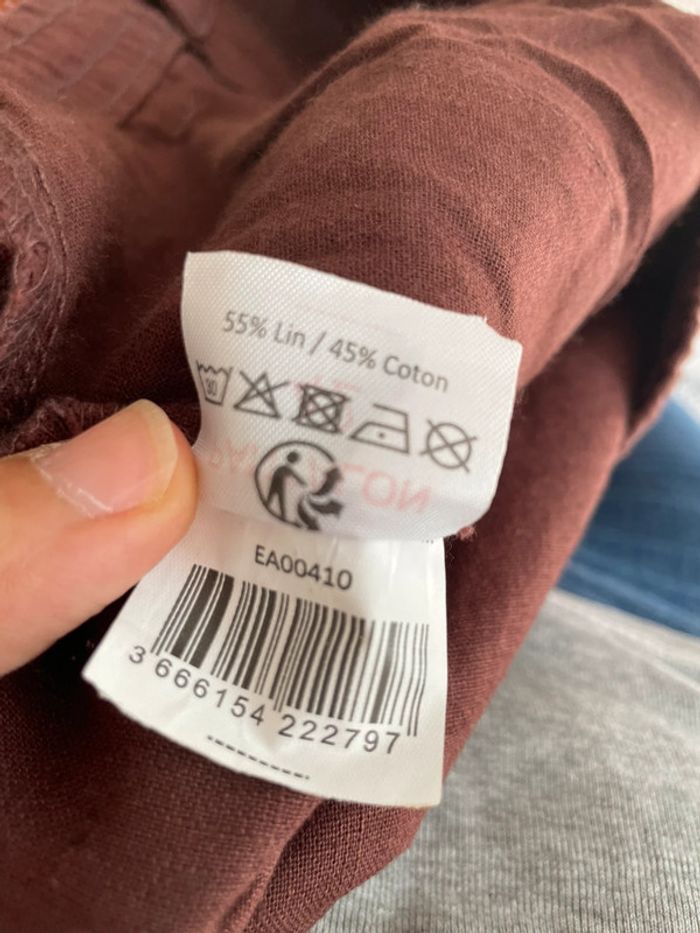 55% Lin / 45% Coton
30
EA00410
3 666154 222797